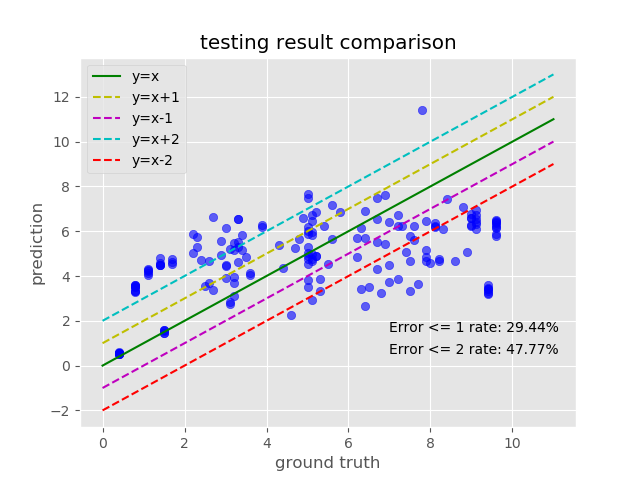 testing result comparison
y=x
y=x+1
y=x-1
y=x+2
y=x-2
12
10
8
6
4
2
0
−2
prediction
Error <= 1 rate: 29.44%
Error <= 2 rate: 47.77%
0 2 4 6 8 10
ground truth